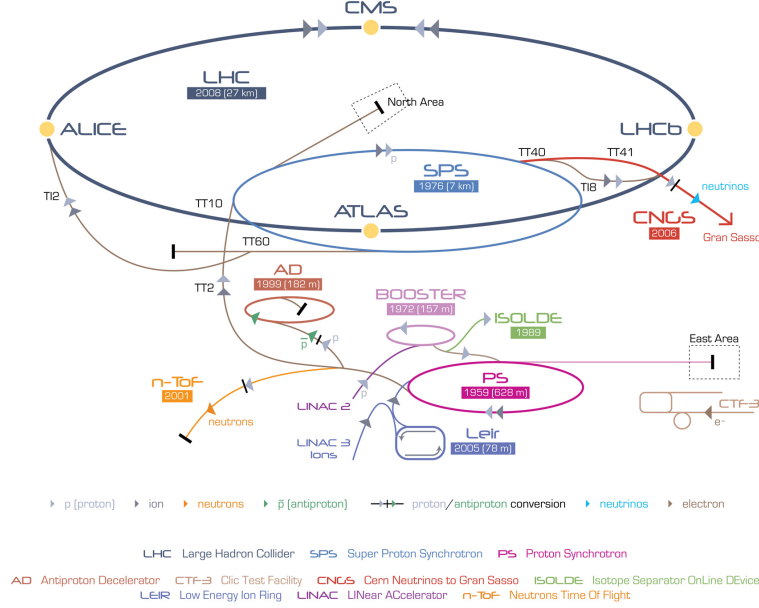 CMS
LHC
2008 (27 km)
North Area
ALICE
LHCb
TT40
TT41
p
SPS
1976 (7 km)
TI2
TI8
neutrinos
TT10
ATLAS
CNGS
2006
Gran Sasso
TT60
AD
1999 (182 m)
TT2
BOOSTER
1972 (157 m)
ISOLDE
1989
p
p̅
East Area
n-ToF
2001
p
PS
1959 (628 m)
LINAC 2
neutrons
CTF-3
e-
LINAC 3
Ions
Leir
2005 (78 m)
p (proton)
ion
neutrons
p̅ (antiproton)
proton/antiproton conversion
neutrinos
electron
LHC Large Hadron Collider SPS Super Proton Synchrotron PS Proton Synchrotron
AD Antiproton Decelerator CTF-3 Clic Test Facility CNGS Cern Neutrinos to Gran Sasso ISOLDE Isotope Separator OnLine DEvice
LEIR Low Energy Ion Ring LINAC LINear ACcelerator n-ToF Neutrons Time Of Flight